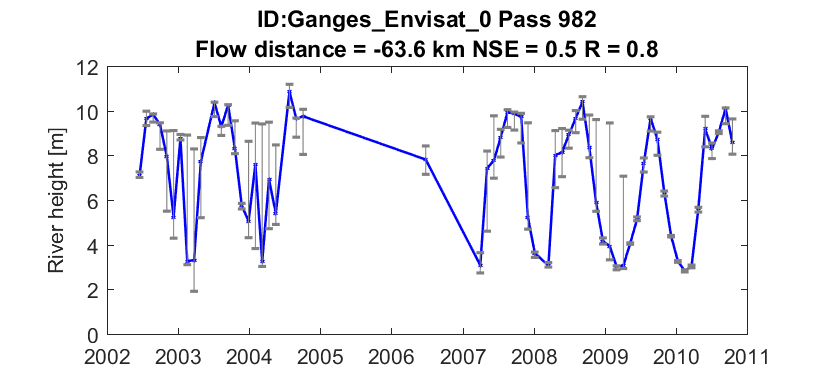 ID:Ganges_Envisat_0 Pass 982
Flow distance = -63.6 km NSE = 0.5 R = 0.8
River height [m]
12
10
8
6
4
2
0
2002 2003 2004 2005 2006 2007 2008 2009 2010 2011